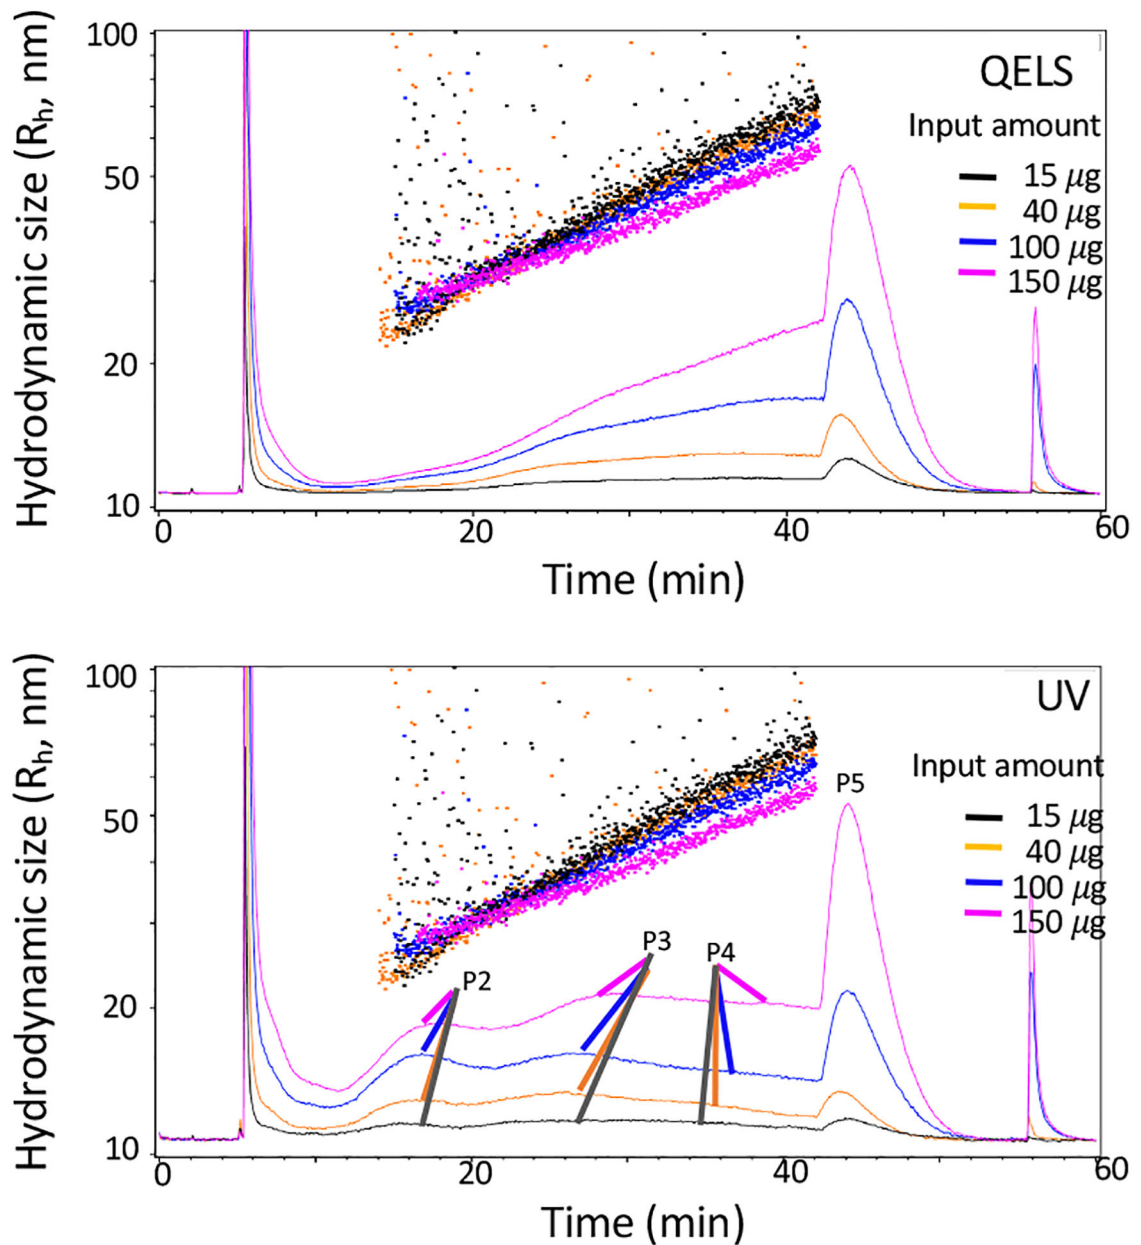 QELS
Input amount
15 μg
40 μg
100 μg
150 μg
Hydrodynamic size (Rh, nm)
100
50
20
10
0 20 40 60
Time (min)
UV
Input amount
15 μg
40 μg
100 μg
150 μg
P5
P3
P4
P2
Hydrodynamic size (Rh, nm)
100
50
20
10
0 20 40 60
Time (min)